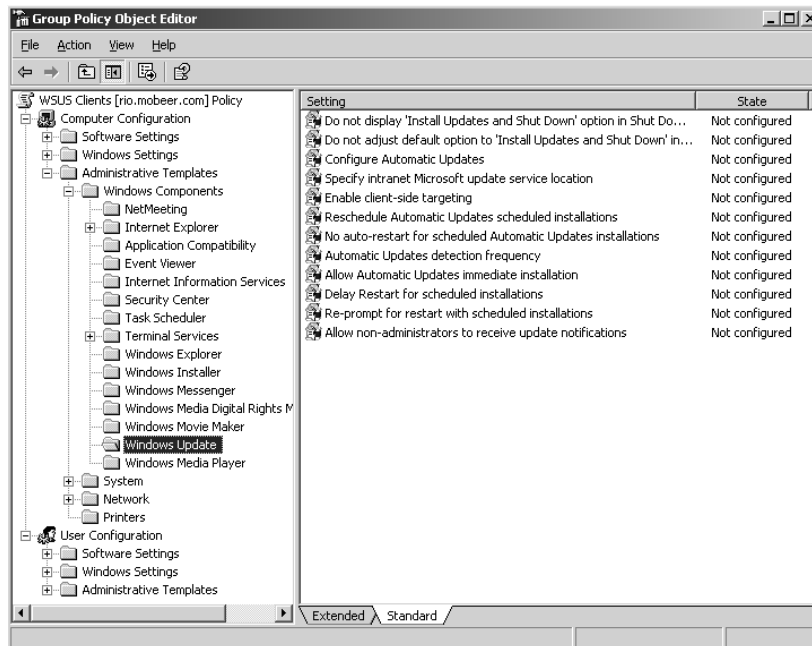 Group Policy Object Editor
File Action View Help
WSUS Clients [rio.mobeer.com] Policy
Computer Configuration
Software Settings
Windows Settings
Administrative Templates
Windows Components
NetMeeting
Internet Explorer
Application Compatibility
Event Viewer
Internet Information Services
Security Center
Task Scheduler
Terminal Services
Windows Explorer
Windows Installer
Windows Messenger
Windows Media Digital Rights M
Windows Movie Maker
Windows Update
Windows Media Player
System
Network
Printers
User Configuration
Software Settings
Windows Settings
Administrative Templates
Setting State
Do not display 'Install Updates and Shut Down' option in Shut Do... Not configured
Do not adjust default option to 'Install Updates and Shut Down' in... Not configured
Configure Automatic Updates Not configured
Specify intranet Microsoft update service location Not configured
Enable client-side targeting Not configured
Reschedule Automatic Updates scheduled installations Not configured
No auto-restart for scheduled Automatic Updates installations Not configured
Automatic Updates detection frequency Not configured
Allow Automatic Updates immediate installation Not configured
Delay Restart for scheduled installations Not configured
Re-prompt for restart with scheduled installations Not configured
Allow non-administrators to receive update notifications Not configured
Extended Standard